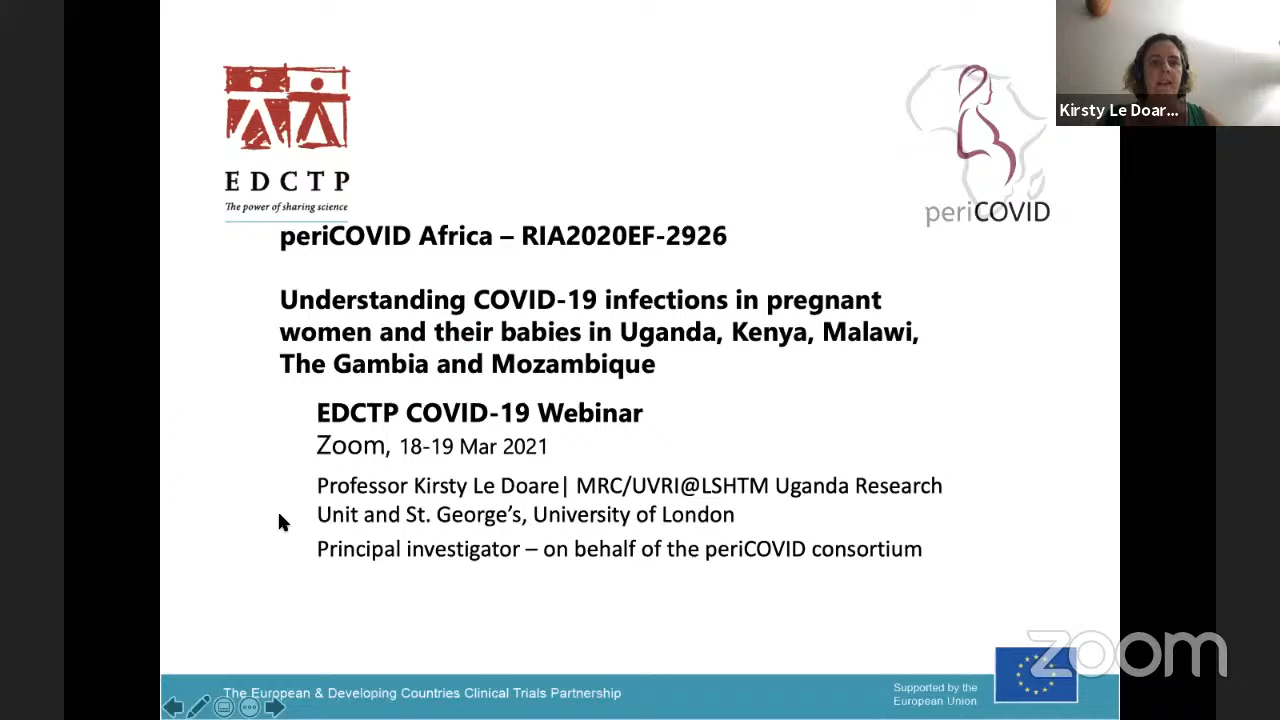 EDCTP
The power of sharing science
periCOVID
Kirsty Le Doar...
periCOVID Africa – RIA2020EF-2926
Understanding COVID-19 infections in pregnant
women and their babies in Uganda, Kenya, Malawi,
The Gambia and Mozambique
EDCTP COVID-19 Webinar
Zoom, 18-19 Mar 2021
Professor Kirsty Le Doare| MRC/UVRI@LSHTM Uganda Research
Unit and St. George’s, University of London
Principal investigator – on behalf of the periCOVID consortium
zoom
The European & Developing Countries Clinical Trials Partnership
Supported by the
European Union